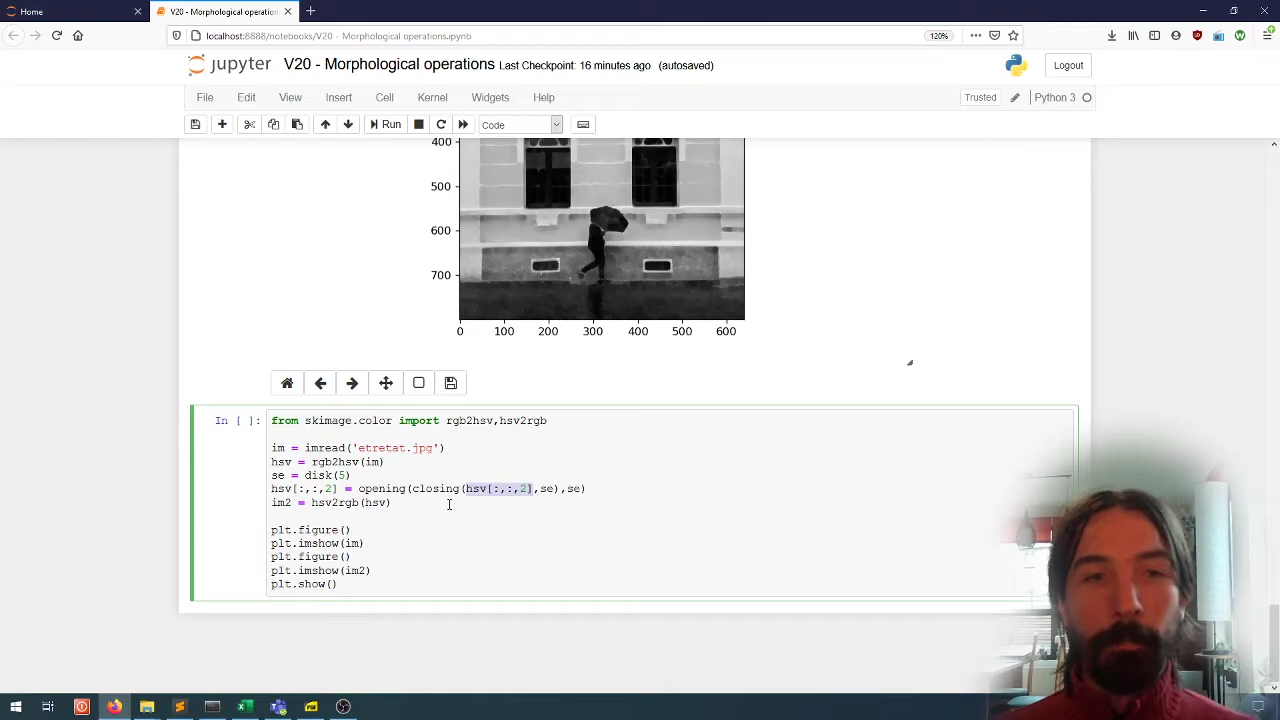 Home
V20 - Morphological operation
localhost:8888/notebooks/V20 - Morphological operations.ipynb
120%
jupyter V20 - Morphological operations Last Checkpoint: 16 minutes ago (autosaved)
Logout
File Edit View Insert Cell Kernel Widgets Help
Trusted
Python 3
Run
Code
400
500
600
700
0 100 200 300 400 500 600
In [ ]:
from skimage.color import rgb2hsv,hsv2rgb
im = imread('etretat.jpg')
hsv = rgb2hsv(im)
se = disk(5)
hsv[:,:,2] = opening(closing(hsv[:,:,2],se),se)
im2 = hsv2rgb(hsv)
plt.figure()
plt.imshow(im)
plt.figure()
plt.imshow(im2)
plt.show()